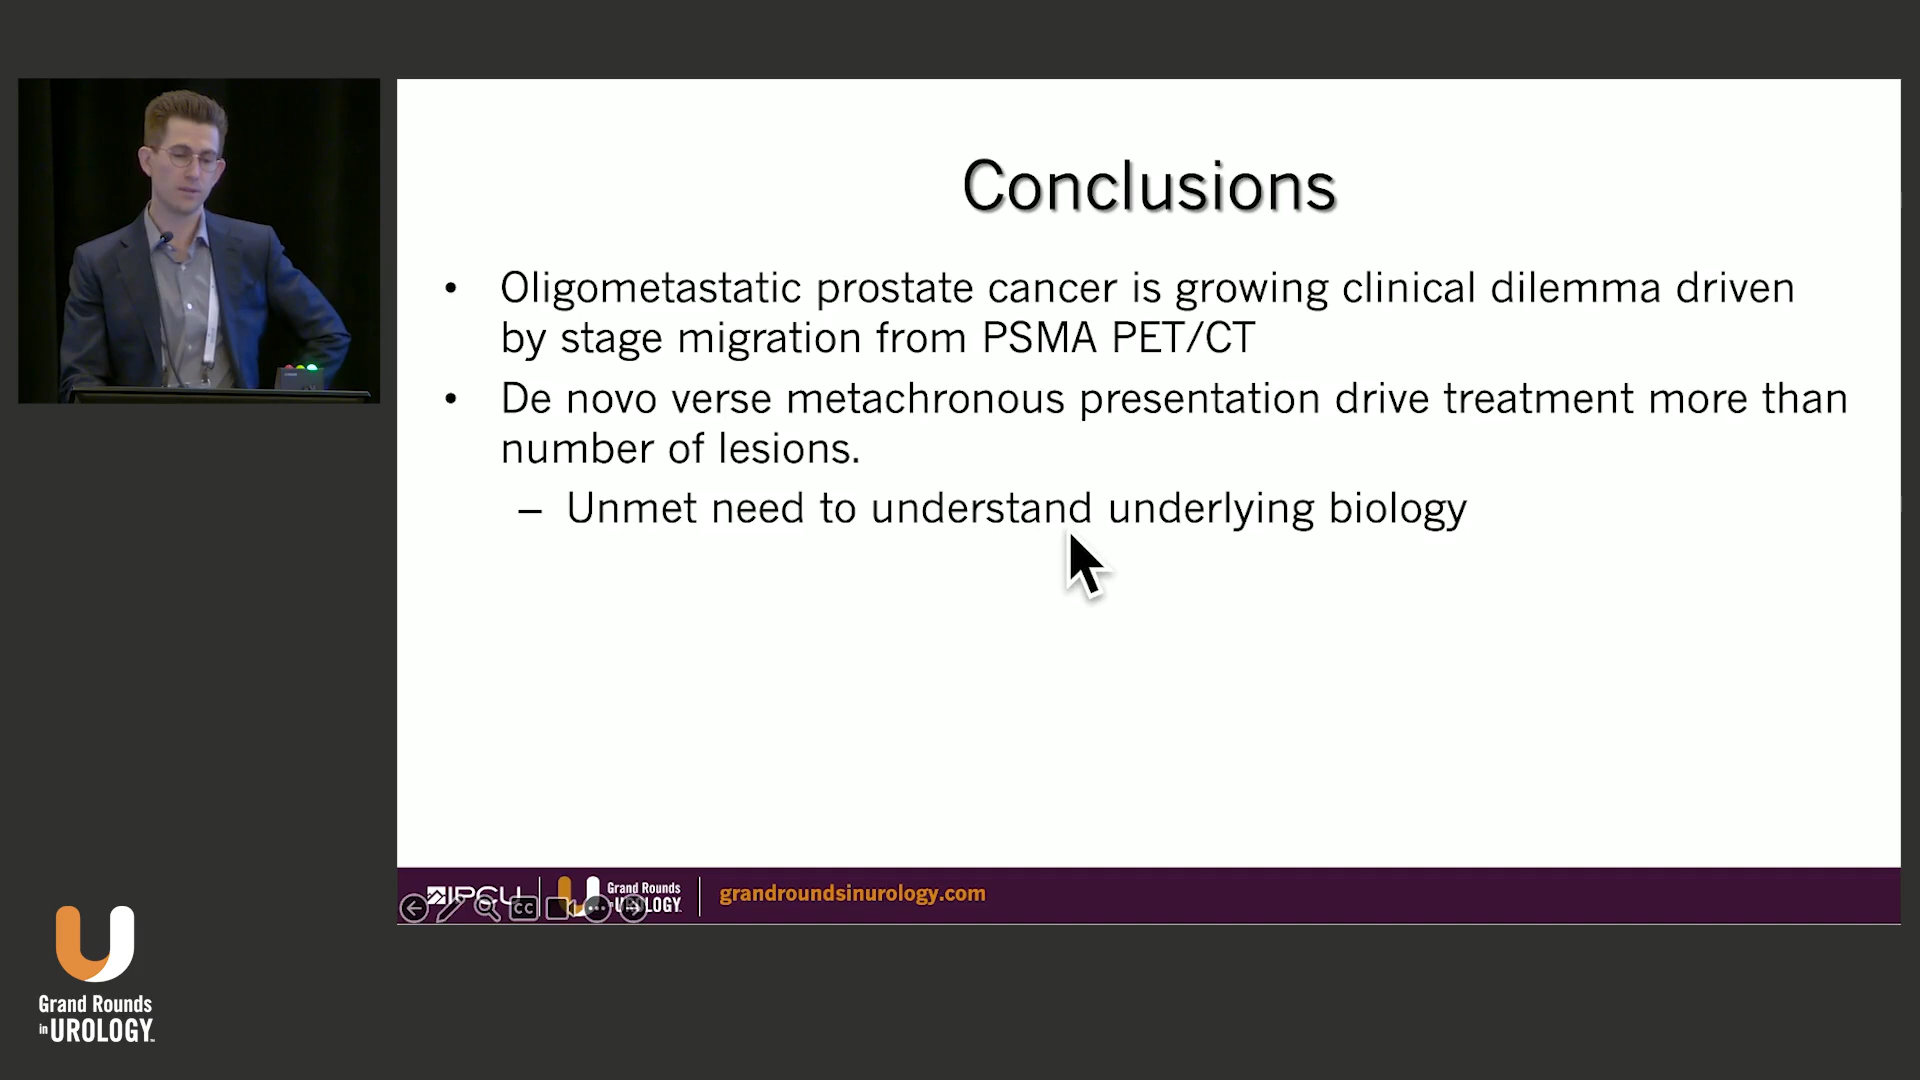 Conclusions
• Oligometastatic prostate cancer is growing clinical dilemma driven
by stage migration from PSMA PET/CT
• De novo verse metachronous presentation drive treatment more than
number of lesions.
– Unmet need to understand underlying biology
Grand Rounds
grandroundsinurology.com
CC
Grand Rounds
in UROLOGY